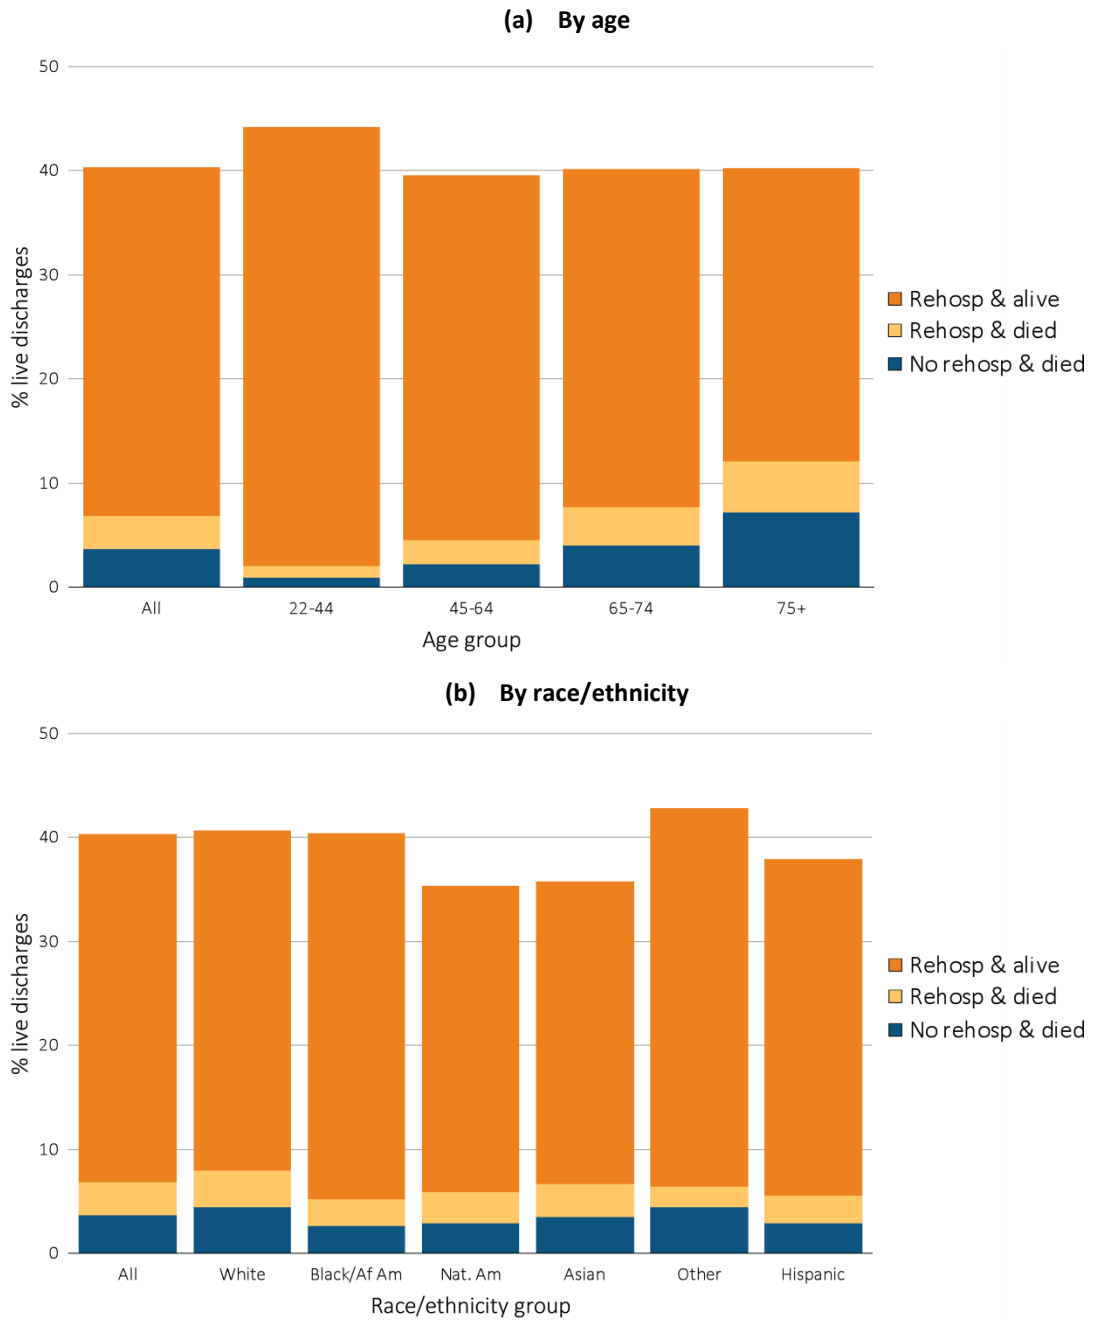 (a) By age
50
40
30
20
10
0
% live discharges
All 22-44 45-64 65-74 75+
Age group
Rehosp & alive
Rehosp & died
No rehosp & died
(b) By race/ethnicity
50
40
30
20
10
0
% live discharges
All White Black/Af Am Nat. Am Asian Other Hispanic
Race/ethnicity group
Rehosp & alive
Rehosp & died
No rehosp & died